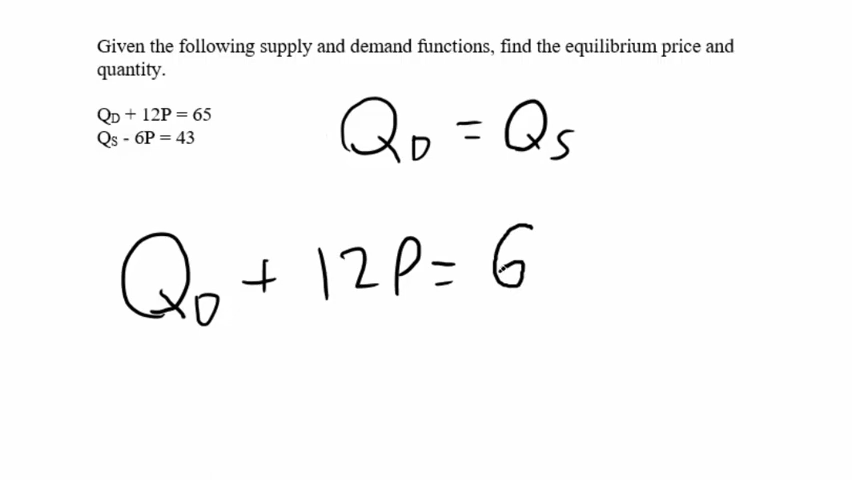 Given the following supply and demand functions, find the equilibrium price and
quantity.
QD + 12P = 65
QS - 6P = 43
QD = QS
QD + 12P = 6